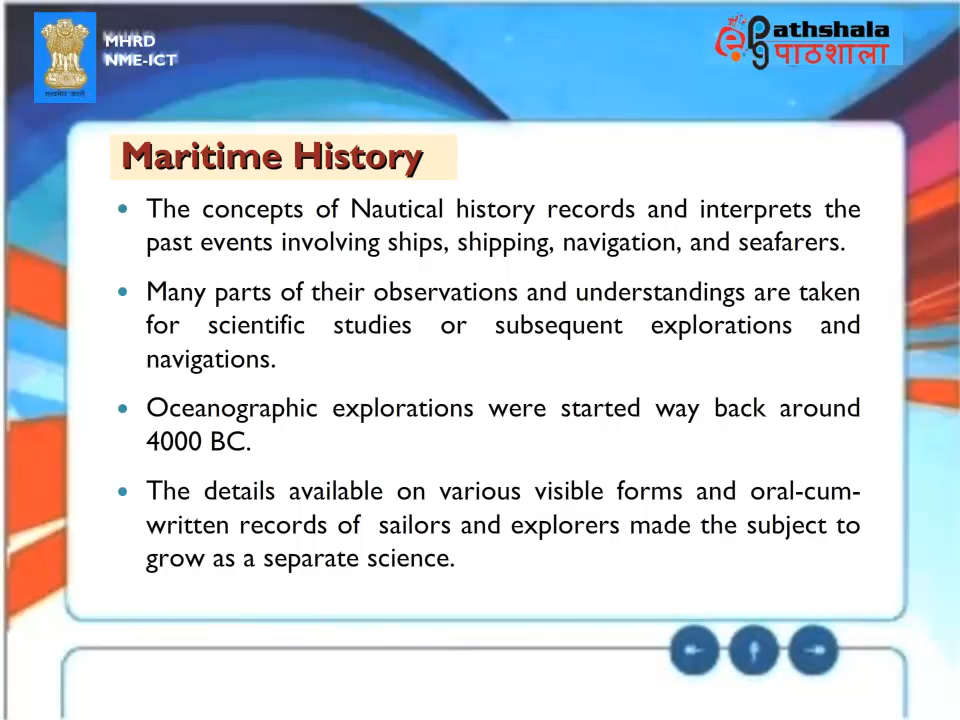 MHRD
NME-ICT
ePathshala
पाठशाला
Maritime History
• The concepts of Nautical history records and interprets the
past events involving ships, shipping, navigation, and seafarers.
• Many parts of their observations and understandings are taken
for scientific studies or subsequent explorations and
navigations.
• Oceanographic explorations were started way back around
4000 BC.
• The details available on various visible forms and oral-cum-
written records of sailors and explorers made the subject to
grow as a separate science.